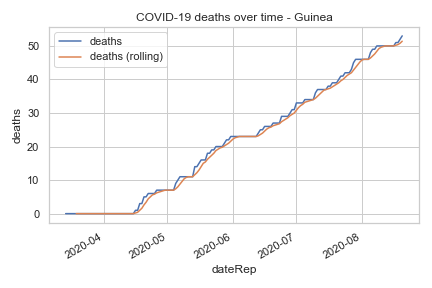 COVID-19 deaths over time - Guinea
deaths
deaths (rolling)
50
40
30
20
10
0
deaths
2020-04
2020-05
2020-06
2020-07
2020-08
dateRep